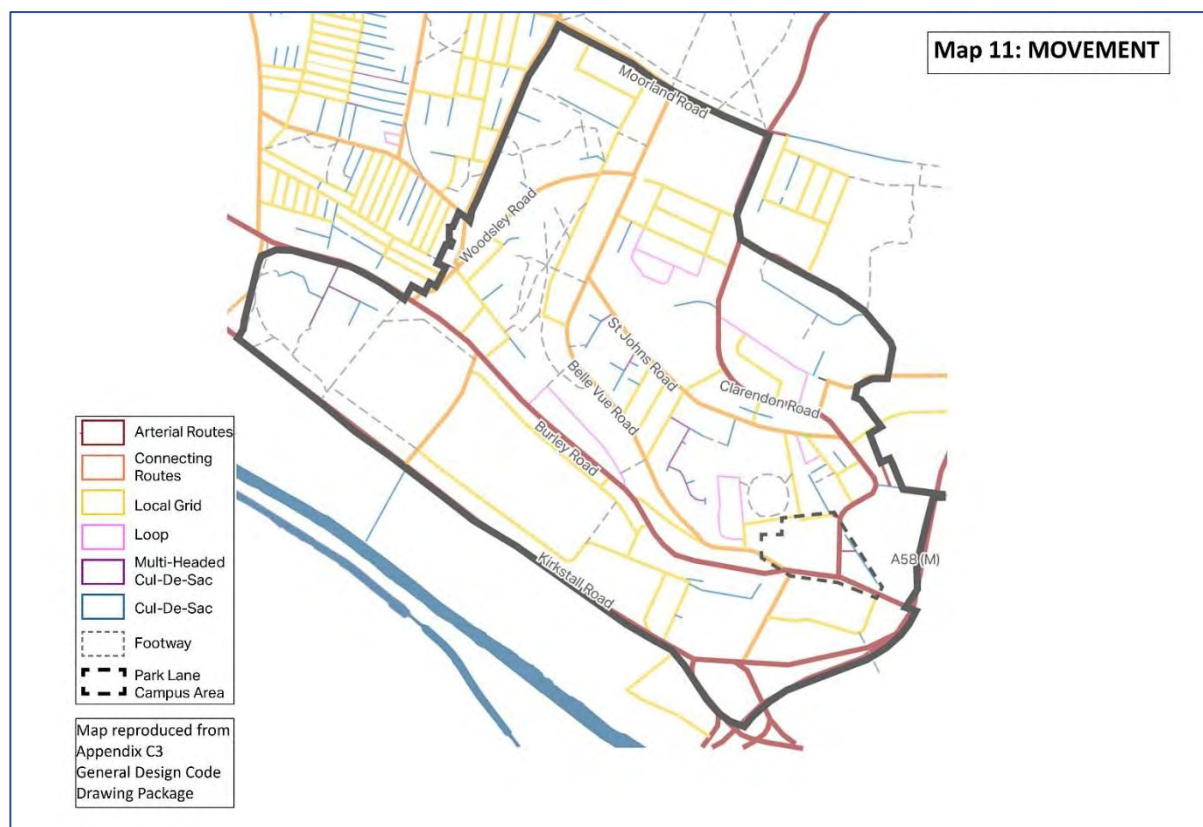 Map 11: MOVEMENT
Moorland Road
Woodsley Road
St Johns Road
Belle Vue Road
Clarendon Road
Burley Road
Kirkstall Road
A58 (M)
Arterial Routes
Connecting
Routes
Local Grid
Loop
Multi-Headed
Cul-De-Sac
Cul-De-Sac
Footway
Park Lane
Campus Area
Map reproduced from
Appendix C3
General Design Code
Drawing Package